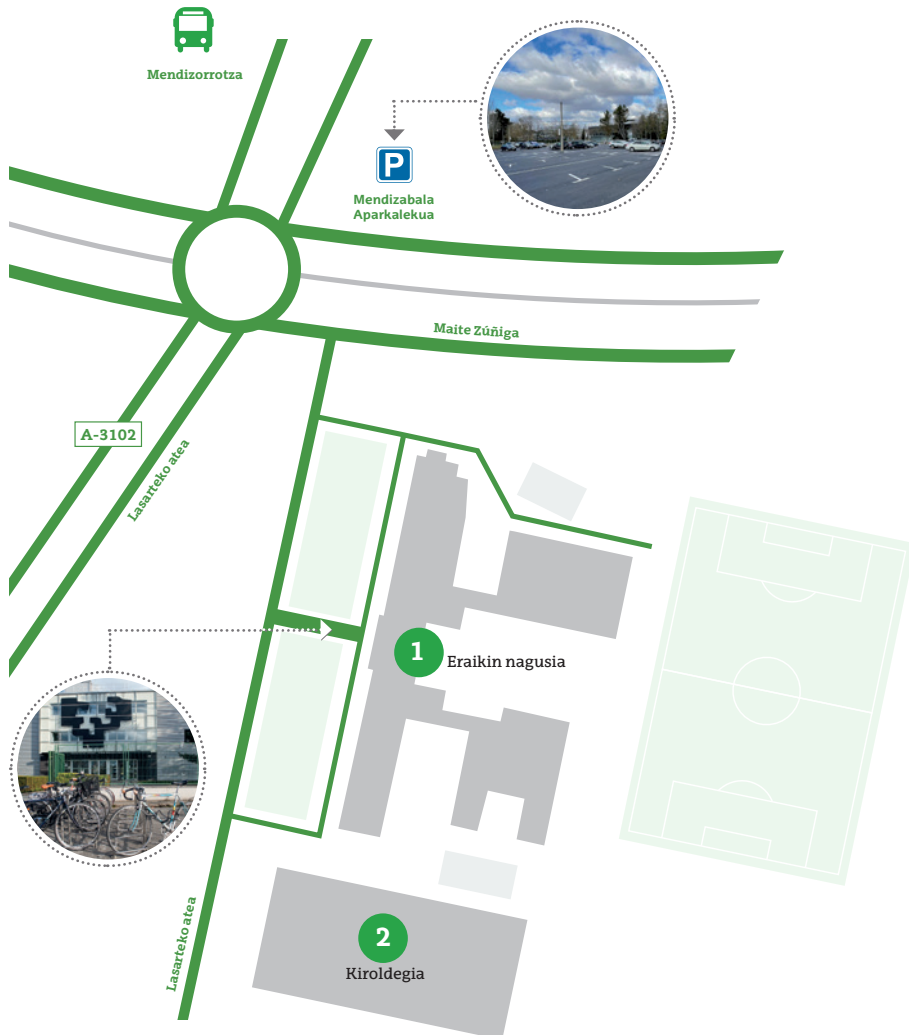 Mendizorrotza
P
Mendizabala
Aparkalekua
Maite Zúñiga
A-3102
Lasarteko atea
1
Eraikin nagusia
Lasarteko atea
2
Kiroldegia